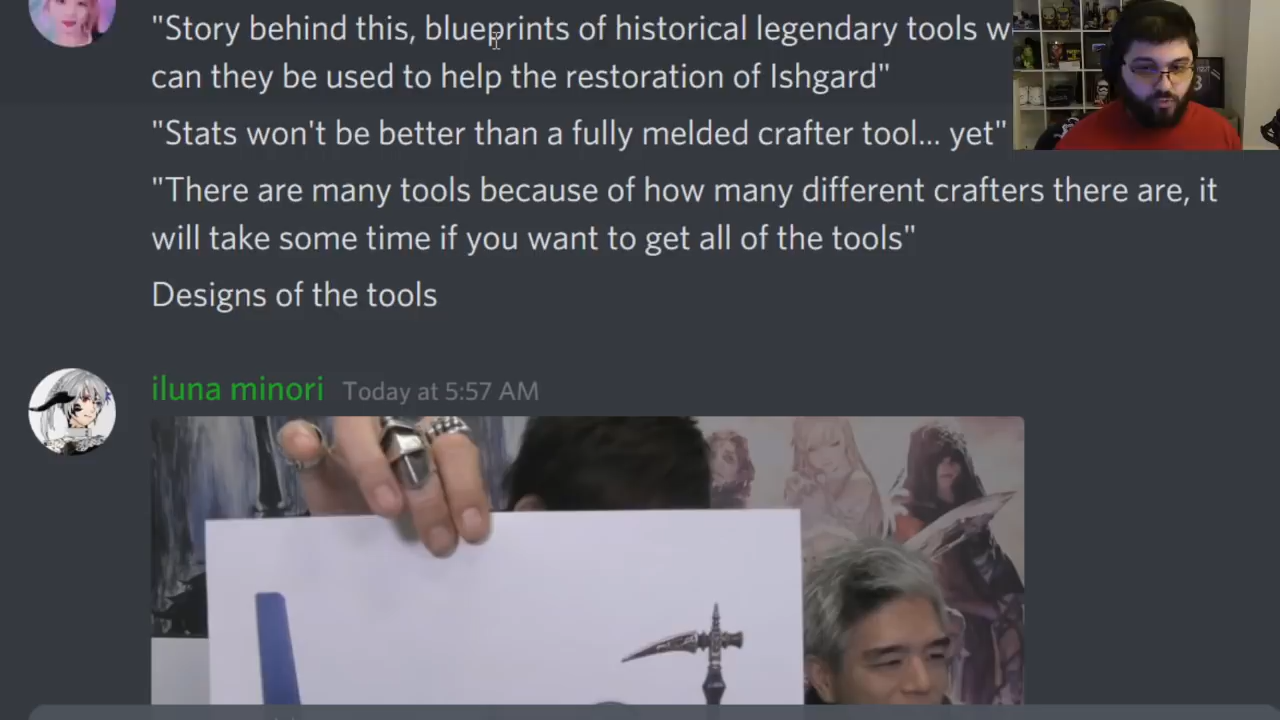 "Story behind this, blueprints of historical legendary tools
can they be used to help the restoration of Ishgard"
"Stats won't be better than a fully melded crafter tool... yet"
"There are many tools because of how many different crafters there are, it
will take some time if you want to get all of the tools"
Designs of the tools
iluna minori Today at 5:57 AM